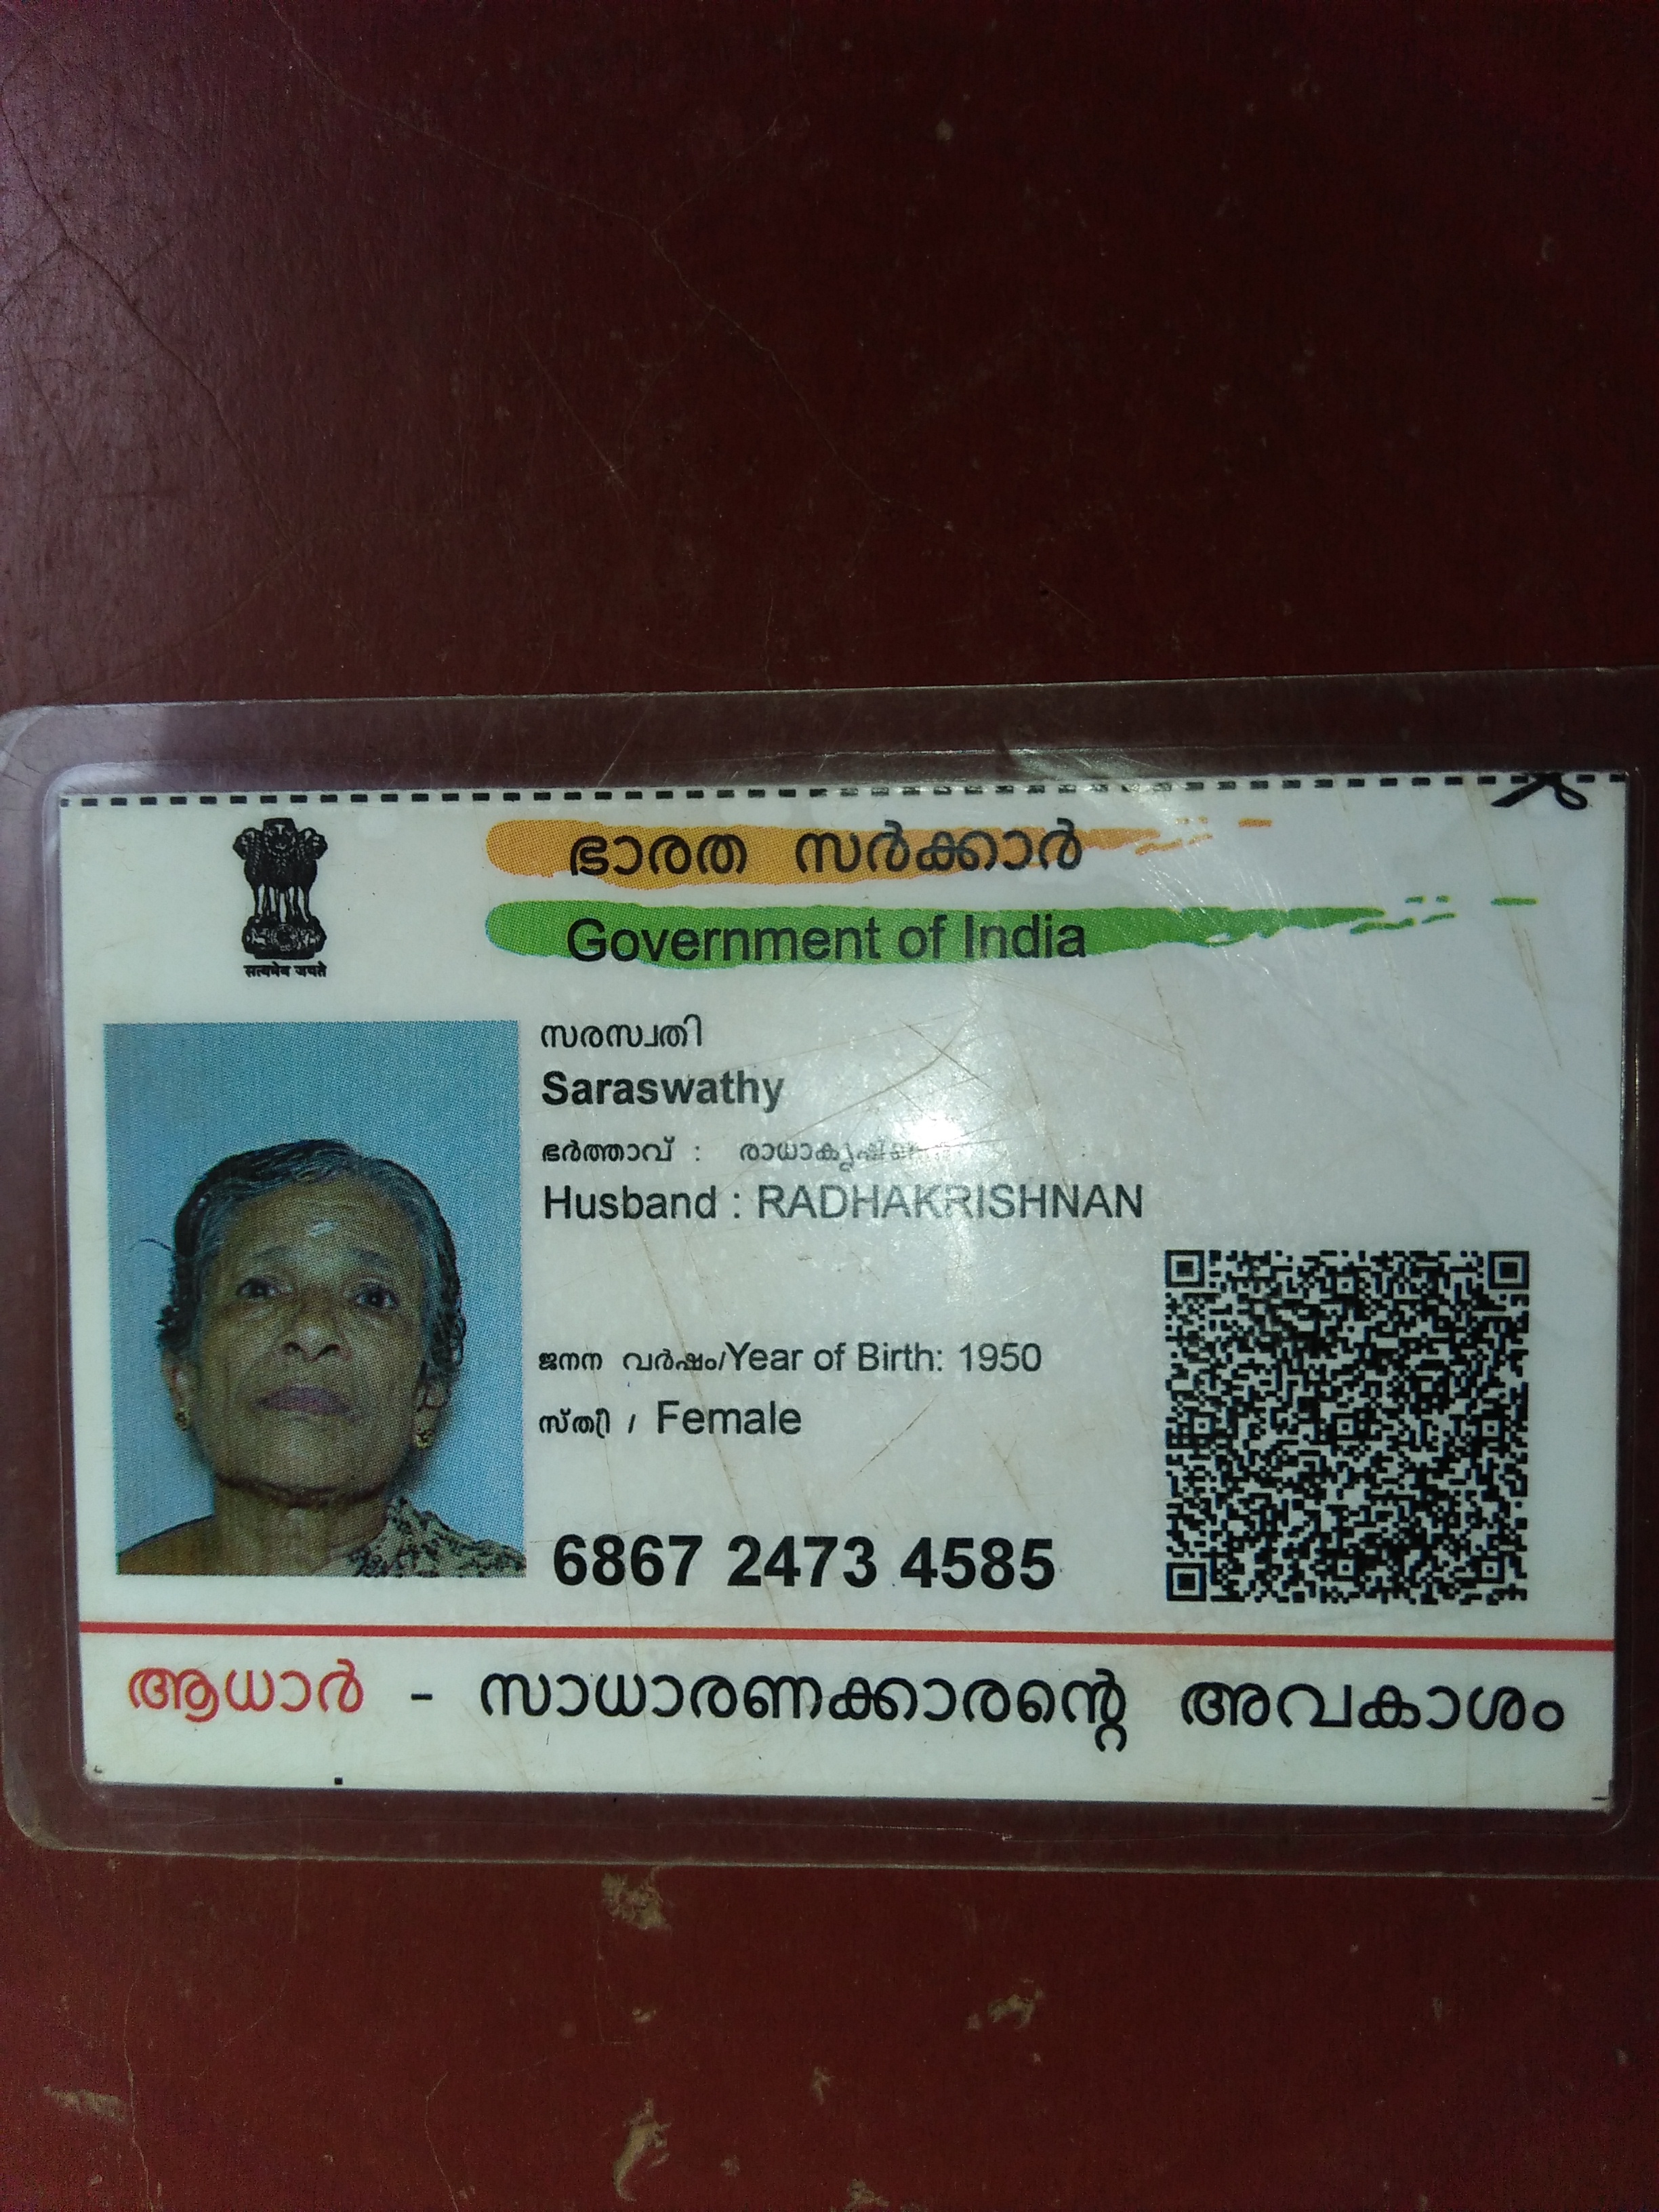 ഭാരത സർക്കാർ
Government of India
सत्यमेव जयते
സരസ്വതി
Saraswathy
ഭർത്താവ് :
Husband : RADHAKRISHNAN
ജനന വർഷം/Year of Birth: 1950
സ്ത്രീ / Female
6867 2473 4585
ആധാർ - സാധാരണക്കാരന്റെ അവകാശം